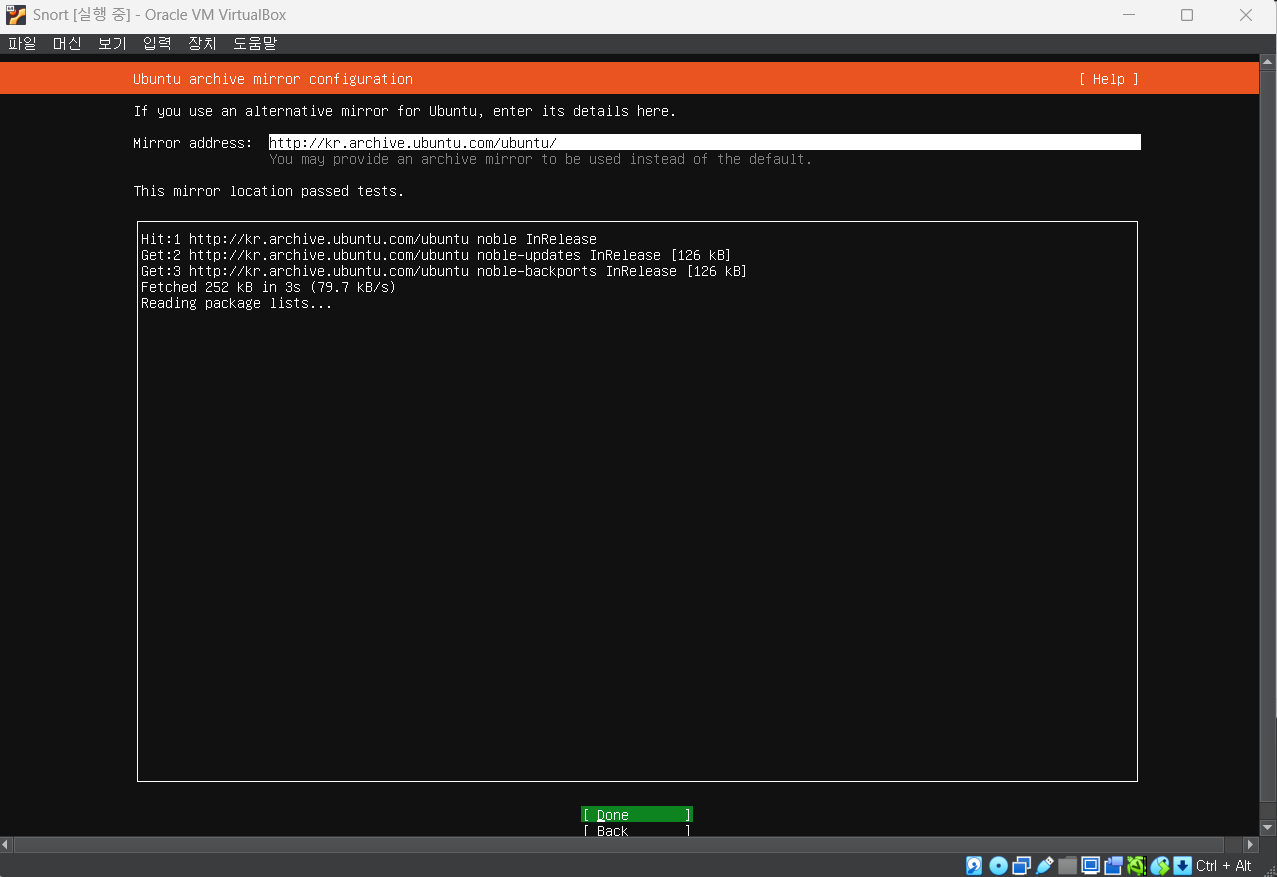 Snort [실행 중] - Oracle VM VirtualBox
파일 머신 보기 입력 장치 도움말
Ubuntu archive mirror configuration [ Help ]
If you use an alternative mirror for Ubuntu, enter its details here.
Mirror address: http://kr.archive.ubuntu.com/ubuntu/
You may provide an archive mirror to be used instead of the default.
This mirror location passed tests.
Hit:1 http://kr.archive.ubuntu.com/ubuntu noble InRelease
Get:2 http://kr.archive.ubuntu.com/ubuntu noble-updates InRelease [126 kB]
Get:3 http://kr.archive.ubuntu.com/ubuntu noble-backports InRelease [126 kB]
Fetched 252 kB in 3s (79.7 kB/s)
Reading package lists...
[ Done ]
[ Back ]
Ctrl + Alt